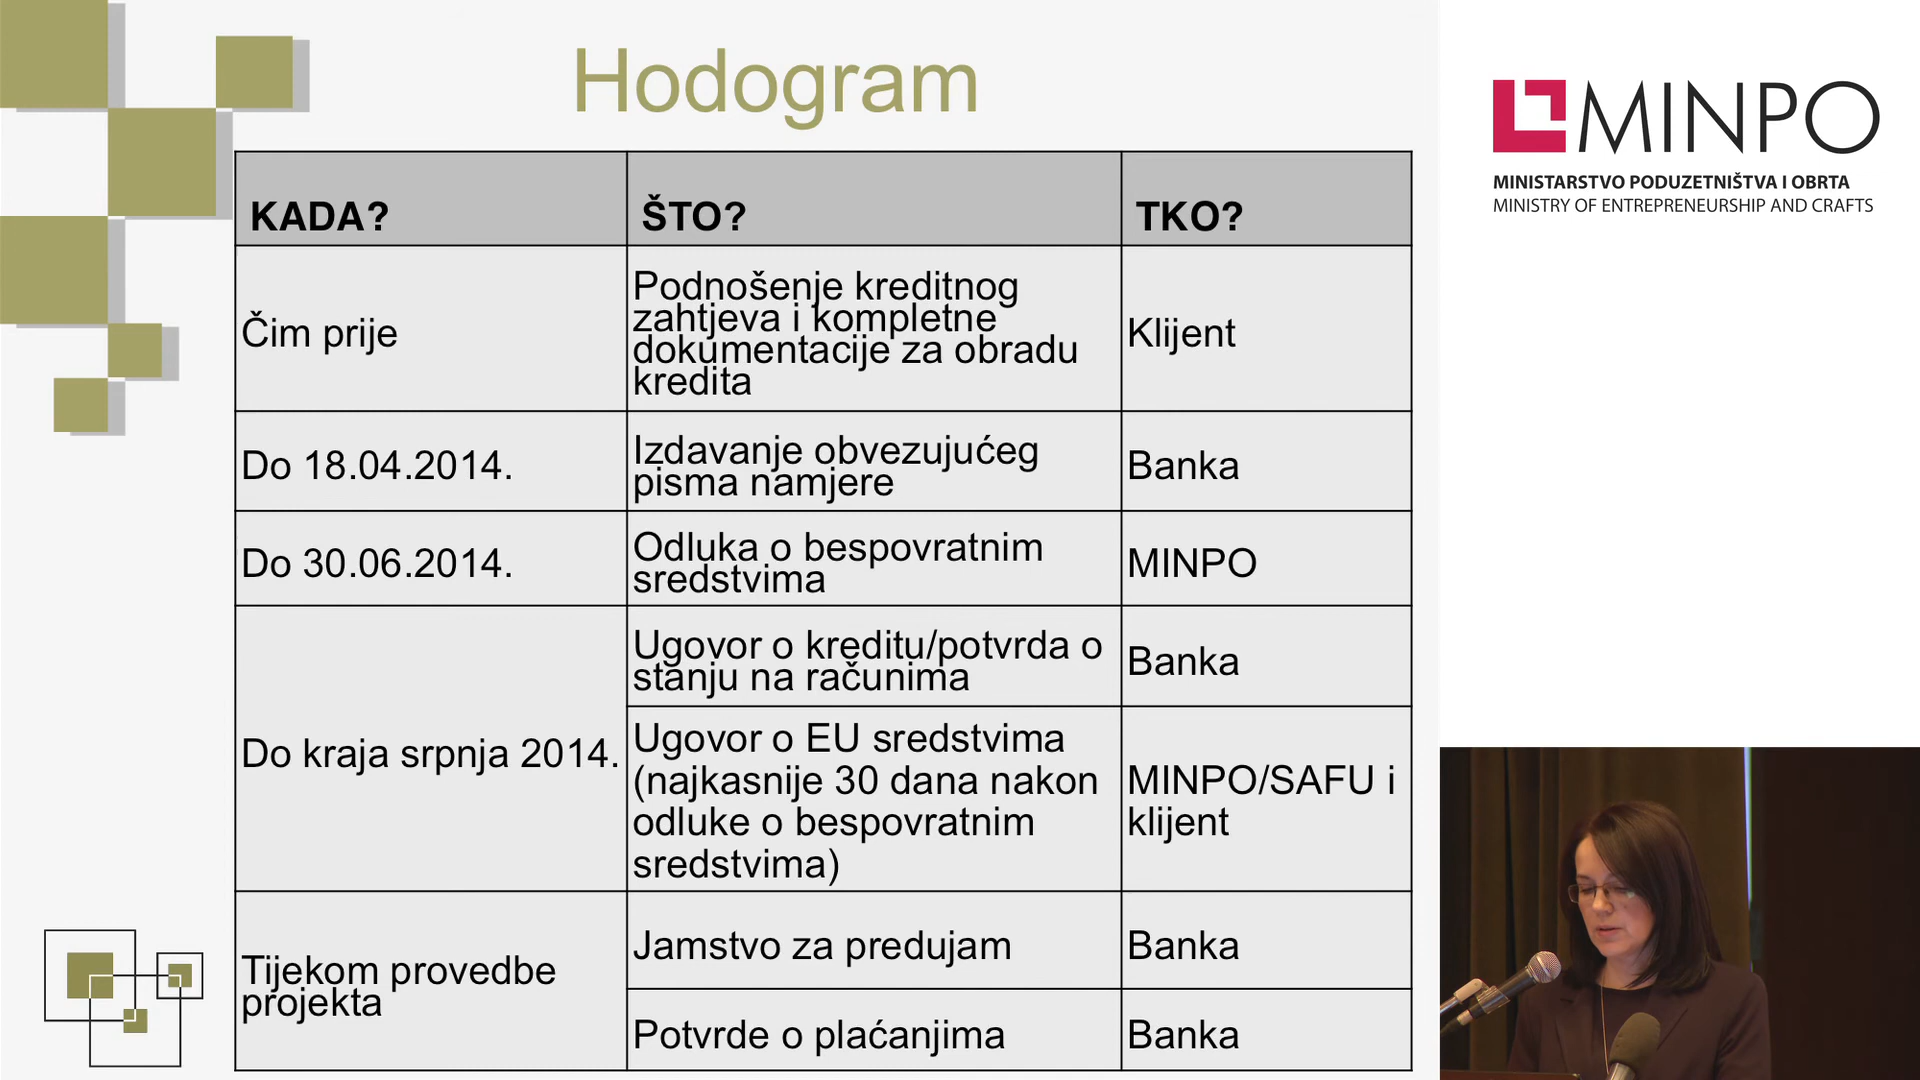 Hodogram
MINPO
MINISTARSTVO PODUZETNIŠTVA I OBRTA
MINISTRY OF ENTREPRENEURSHIP AND CRAFTS
KADA?
ŠTO?
TKO?
Čim prije
Podnošenje kreditnog
zahtjeva i kompletne
dokumentacije za obradu
kredita
Klijent
Do 18.04.2014.
Izdavanje obvezujućeg
pisma namjere
Banka
Do 30.06.2014.
Odluka o bespovratnim
sredstvima
MINPO
Do kraja srpnja 2014.
Ugovor o kreditu/potvrda o
stanju na računima
Banka
Ugovor o EU sredstvima
(najkasnije 30 dana nakon
odluke o bespovratnim
sredstvima)
MINPO/SAFU i
klijent
Tijekom provedbe
projekta
Jamstvo za predujam
Banka
Potvrde o plaćanjima
Banka